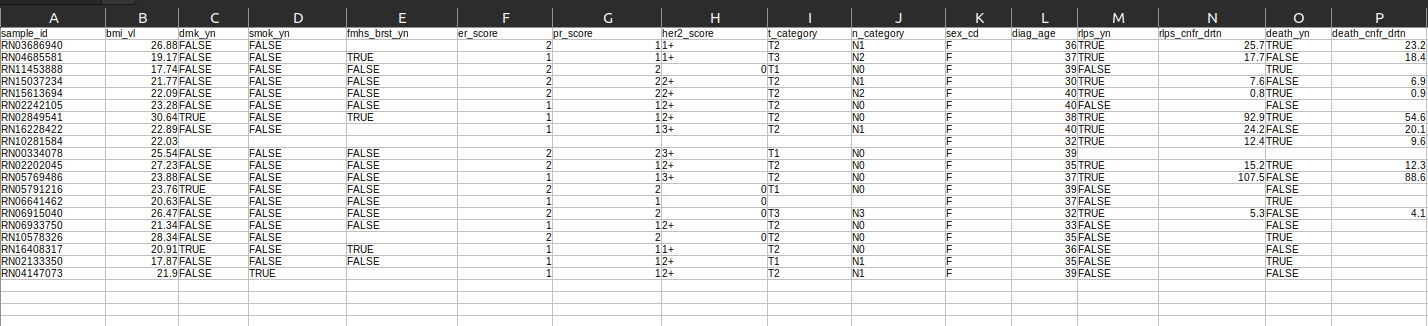 A B C D E F G H I J K L M N O P
sample_id bmi_vl drnk_yn smok_yn fmhs_brst_yn er_score pr_score her2_score t_category n_category sex_cd diag_age rlps_yn rlps_cnfr_drtn death_yn death_cnfr_drtn
RN03686940 26.88 FALSE FALSE 2 1 1+ T2 N1 F 36 TRUE 25.7 TRUE 23.2
RN04685581 19.17 FALSE FALSE TRUE 1 1 1+ T3 N2 F 37 TRUE 17.7 FALSE 18.4
RN11453888 17.74 FALSE FALSE FALSE 2 2 0 T1 N0 F 39 FALSE TRUE
RN15037234 21.77 FALSE FALSE FALSE 2 2 2+ T2 N1 F 30 TRUE 7.6 FALSE 6.9
RN15613694 22.09 FALSE FALSE FALSE 2 2 2+ T2 N2 F 40 TRUE 0.8 TRUE 0.9
RN02242105 23.28 FALSE FALSE FALSE 1 1 2+ T2 N0 F 40 FALSE FALSE
RN02849541 30.64 TRUE FALSE TRUE 1 1 2+ T2 N0 F 38 TRUE 92.9 TRUE 54.6
RN16228422 22.89 FALSE FALSE 1 1 3+ T2 N1 F 40 TRUE 24.2 FALSE 20.1
RN10281584 22.03 F 32 TRUE 12.4 TRUE 9.6
RN00334078 25.54 FALSE FALSE FALSE 2 2 3+ T1 N0 F 39
RN02202045 27.23 FALSE FALSE FALSE 2 1 2+ T2 N0 F 35 TRUE 15.2 TRUE 12.3
RN05769486 23.88 FALSE FALSE FALSE 1 1 3+ T2 N0 F 37 TRUE 107.5 FALSE 88.6
RN05791216 23.76 TRUE FALSE FALSE 2 2 0 T1 N0 F 39 FALSE FALSE
RN06641462 20.63 FALSE FALSE FALSE 1 1 0 F 37 FALSE TRUE
RN06915040 26.47 FALSE FALSE FALSE 2 2 0 T3 N3 F 32 TRUE 5.3 FALSE 4.1
RN06933750 21.34 FALSE FALSE FALSE 1 1 2+ T2 N0 F 33 FALSE FALSE
RN10578326 28.34 FALSE FALSE 2 2 0 T2 N0 F 35 FALSE TRUE
RN16408317 20.91 TRUE FALSE TRUE 1 1 1+ T2 N0 F 36 FALSE FALSE
RN02133350 17.87 FALSE FALSE FALSE 1 1 2+ T1 N1 F 35 FALSE TRUE
RN04147073 21.9 FALSE TRUE 1 1 2+ T2 N1 F 39 FALSE FALSE